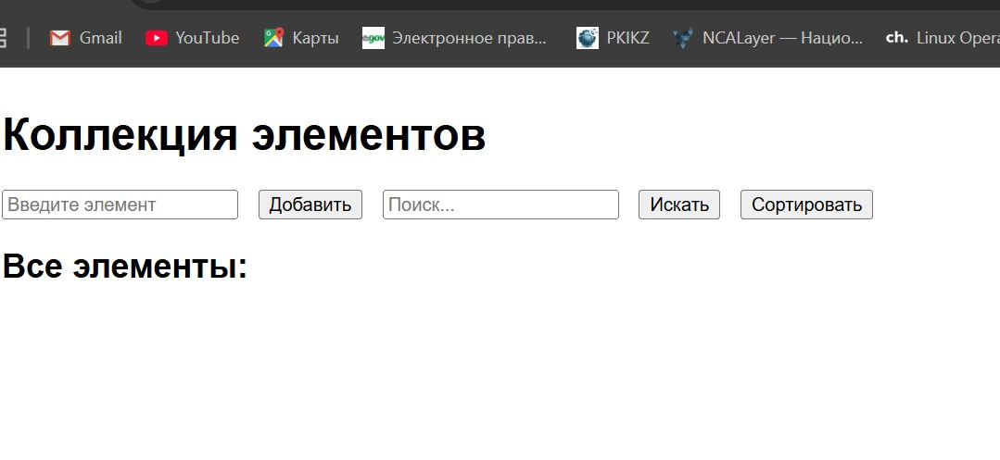 Gmail YouTube Карты Электронное прав... PKIKZ NCALayer — Нацио... ch. Linux Opera
Коллекция элементов
Введите элемент Добавить Поиск... Искать Сортировать
Все элементы: